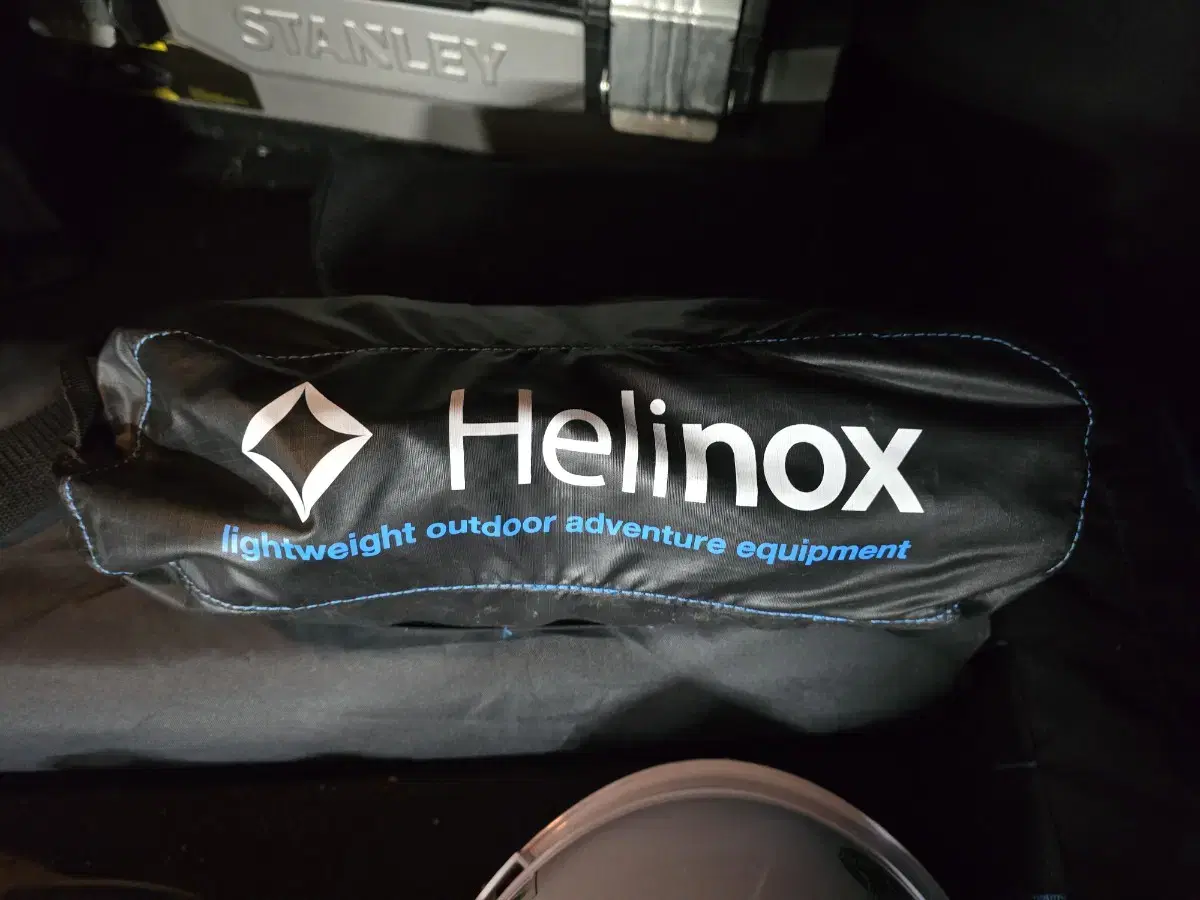 STANLEY
Helinox
lightweight outdoor adventure equipment